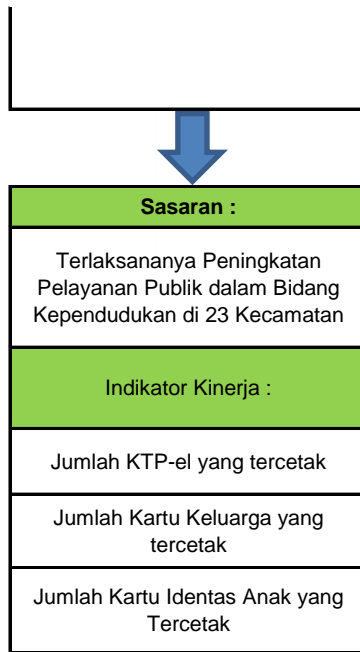 Sasaran :
Terlaksananya Peningkatan
Pelayanan Publik dalam Bidang
Kependudukan di 23 Kecamatan
Indikator Kinerja :
Jumlah KTP-el yang tercetak
Jumlah Kartu Keluarga yang
tercetak
Jumlah Kartu Identas Anak yang
Tercetak